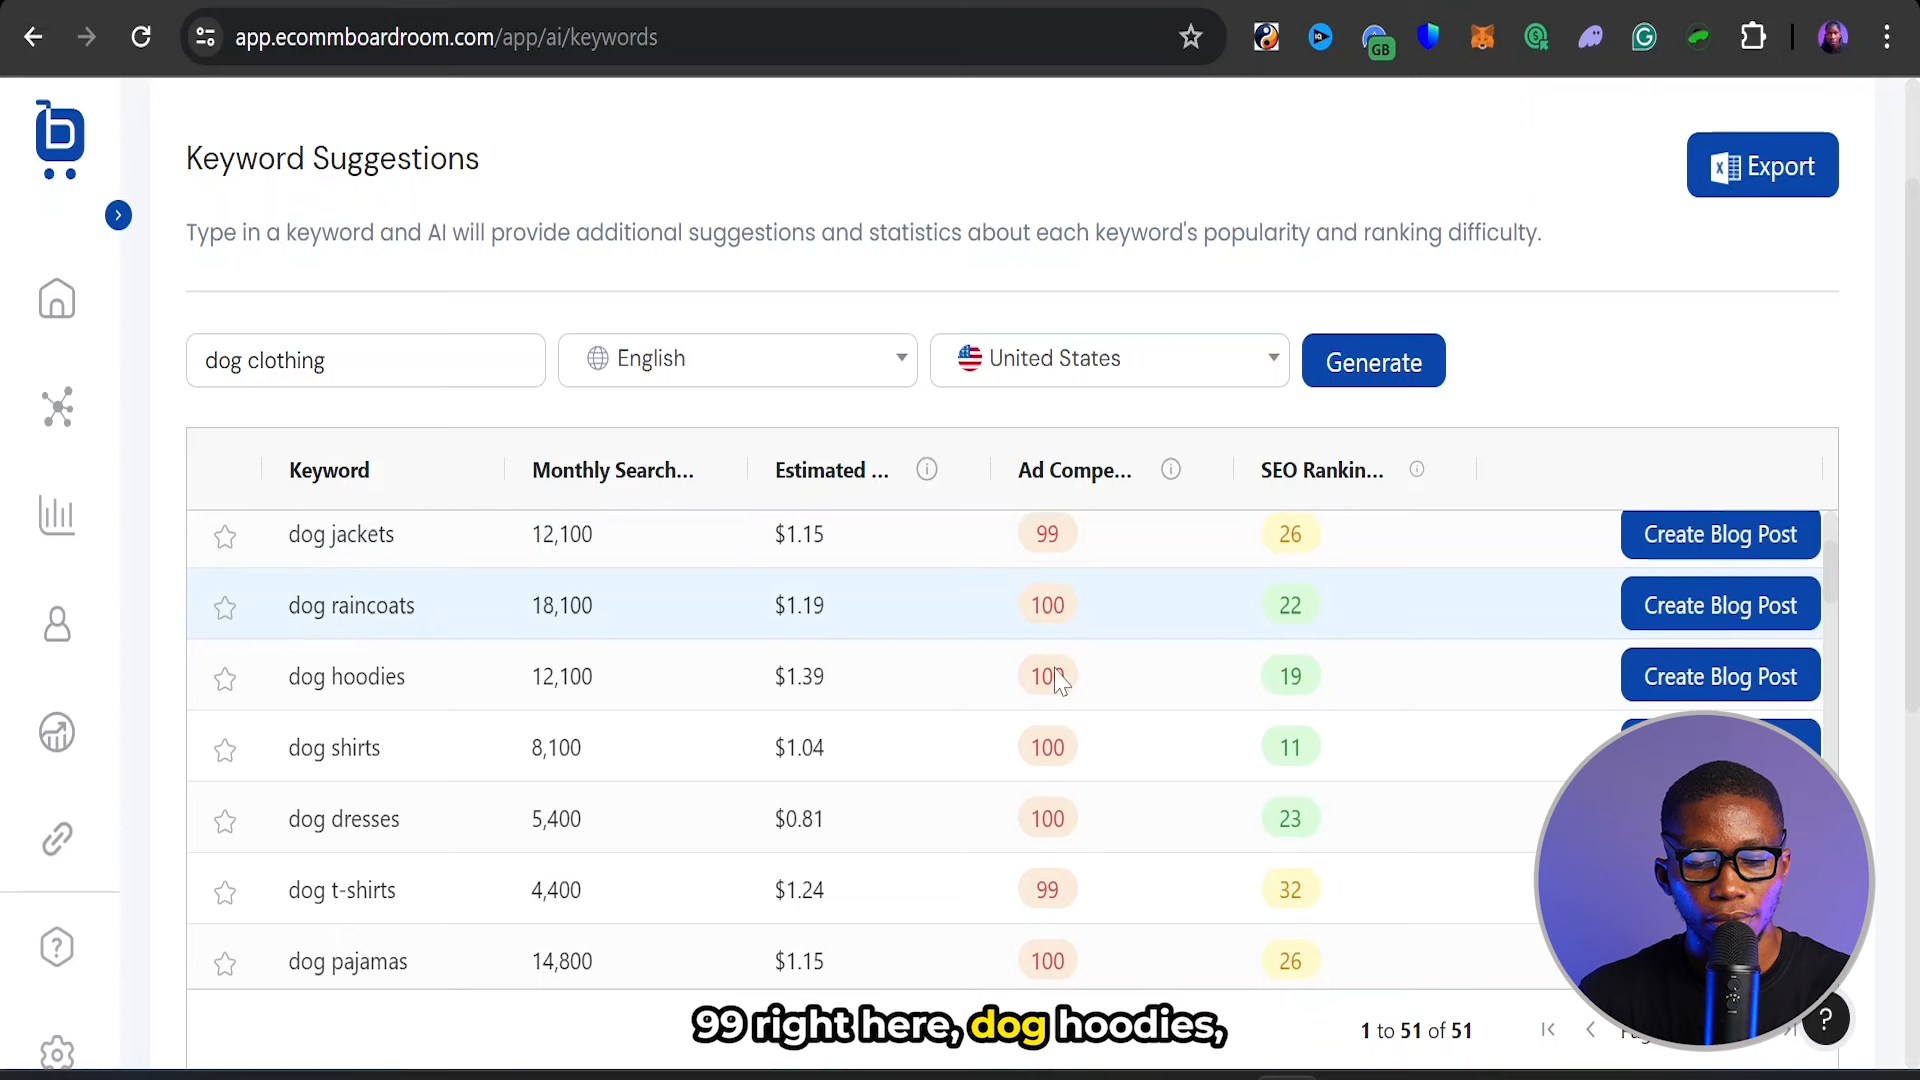 app.ecommboardroom.com/app/ai/keywords
GB
b
Keyword Suggestions
Export
Type in a keyword and AI will provide additional suggestions and statistics about each keyword's popularity and ranking difficulty.
dog clothing English United States Generate
Keyword Monthly Search... Estimated ... Ad Compe... SEO Rankin...
dog jackets 12,100 $1.15 99 26 Create Blog Post
dog raincoats 18,100 $1.19 100 22 Create Blog Post
dog hoodies 12,100 $1.39 100 19 Create Blog Post
dog shirts 8,100 $1.04 100 11
dog dresses 5,400 $0.81 100 23
dog t-shirts 4,400 $1.24 99 32
dog pajamas 14,800 $1.15 100 26
99 right here, dog hoodies,
1 to 51 of 51
?